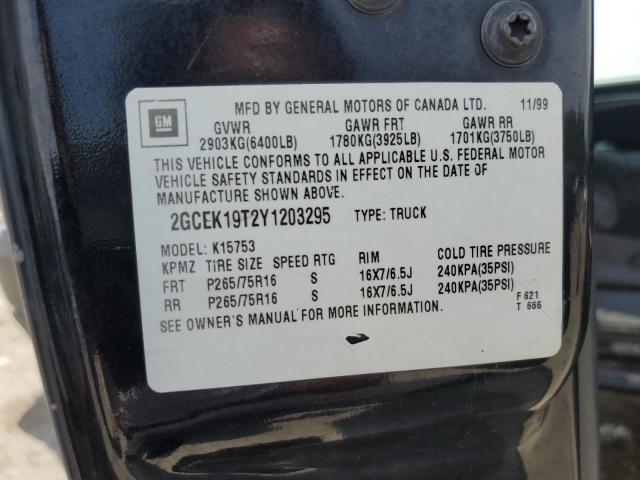 GM
MFD BY GENERAL MOTORS OF CANADA LTD. 11/99
GVWR GAWR FRT GAWR RR
2903KG(6400LB) 1780KG(3925LB) 1701KG(3750LB)
THIS VEHICLE CONFORMS TO ALL APPLICABLE U.S. FEDERAL MOTOR
VEHICLE SAFETY STANDARDS IN EFFECT ON THE DATE OF
MANUFACTURE SHOWN ABOVE.
2GCEK19T2Y1203295 TYPE: TRUCK
MODEL: K15753
KPMZ TIRE SIZE SPEED RTG RIM COLD TIRE PRESSURE
FRT P265/75R16 S 16X7/6.5J 240KPA(35PSI)
RR P265/75R16 S 16X7/6.5J 240KPA(35PSI)
SEE OWNER'S MANUAL FOR MORE INFORMATION.
F 621
T 666